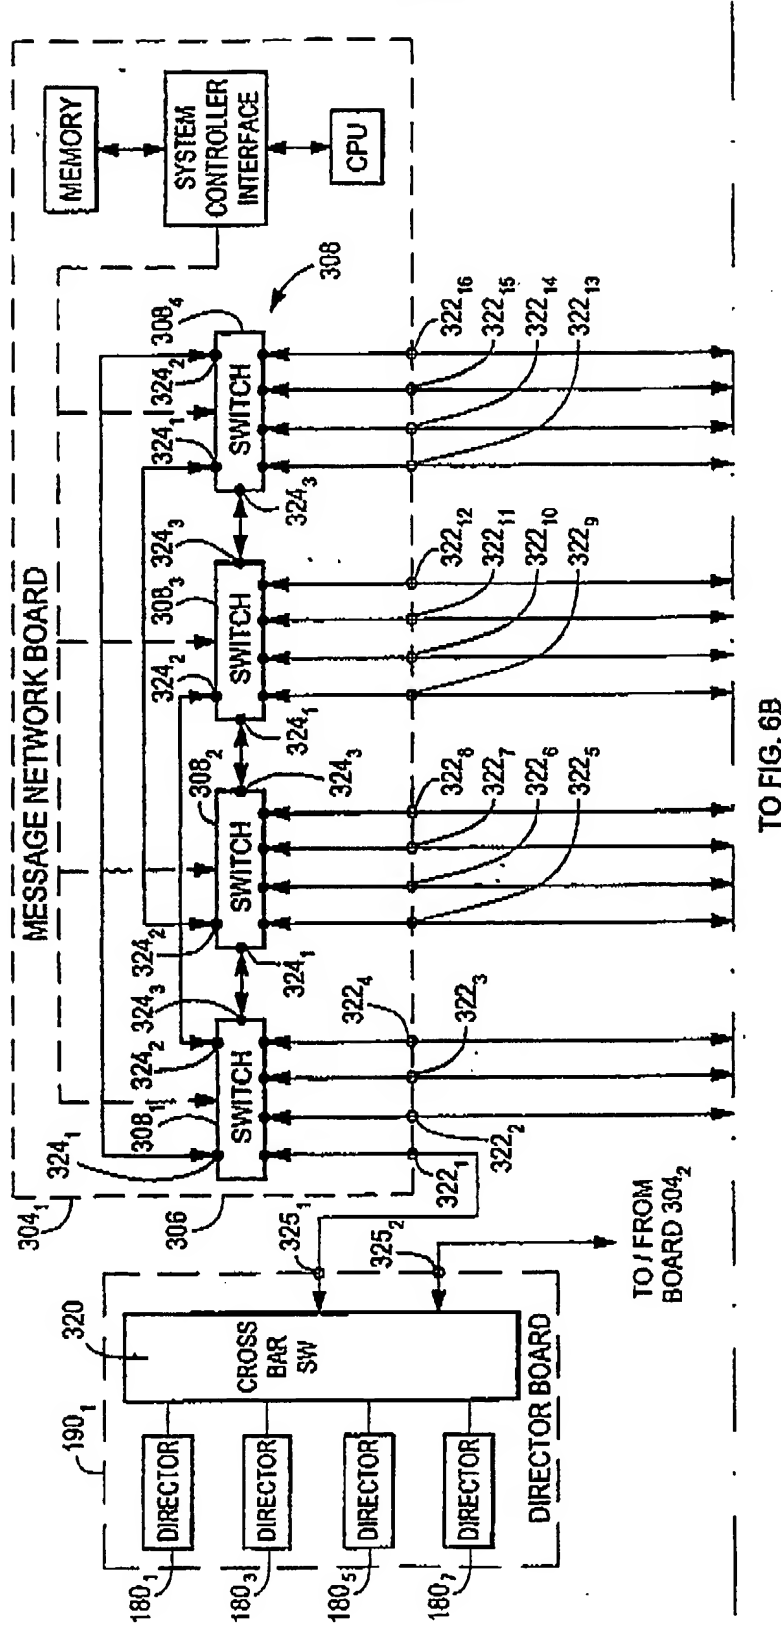 MESSAGE NETWORK BOARD
304₁
306
MEMORY
SYSTEM
CONTROLLER
INTERFACE
CPU
308
324₁
308₁
SWITCH
324₂
324₃
324₂
324₁
308₂
SWITCH
324₃
324₁
324₂
308₃
SWITCH
324₃
324₃
324₁
324₂
308₄
SWITCH
322₁
322₂
322₃
322₄
322₅
322₆
322₇
322₈
322₉
322₁₀
322₁₁
322₁₂
322₁₃
322₁₄
322₁₅
322₁₆
325₁
325₂
TO / FROM
BOARD 304₂
320
CROSS
BAR
SW
190₁
DIRECTOR
DIRECTOR
DIRECTOR
DIRECTOR
180₁
180₃
180₅
180₇
DIRECTOR BOARD
TO FIG. 6B